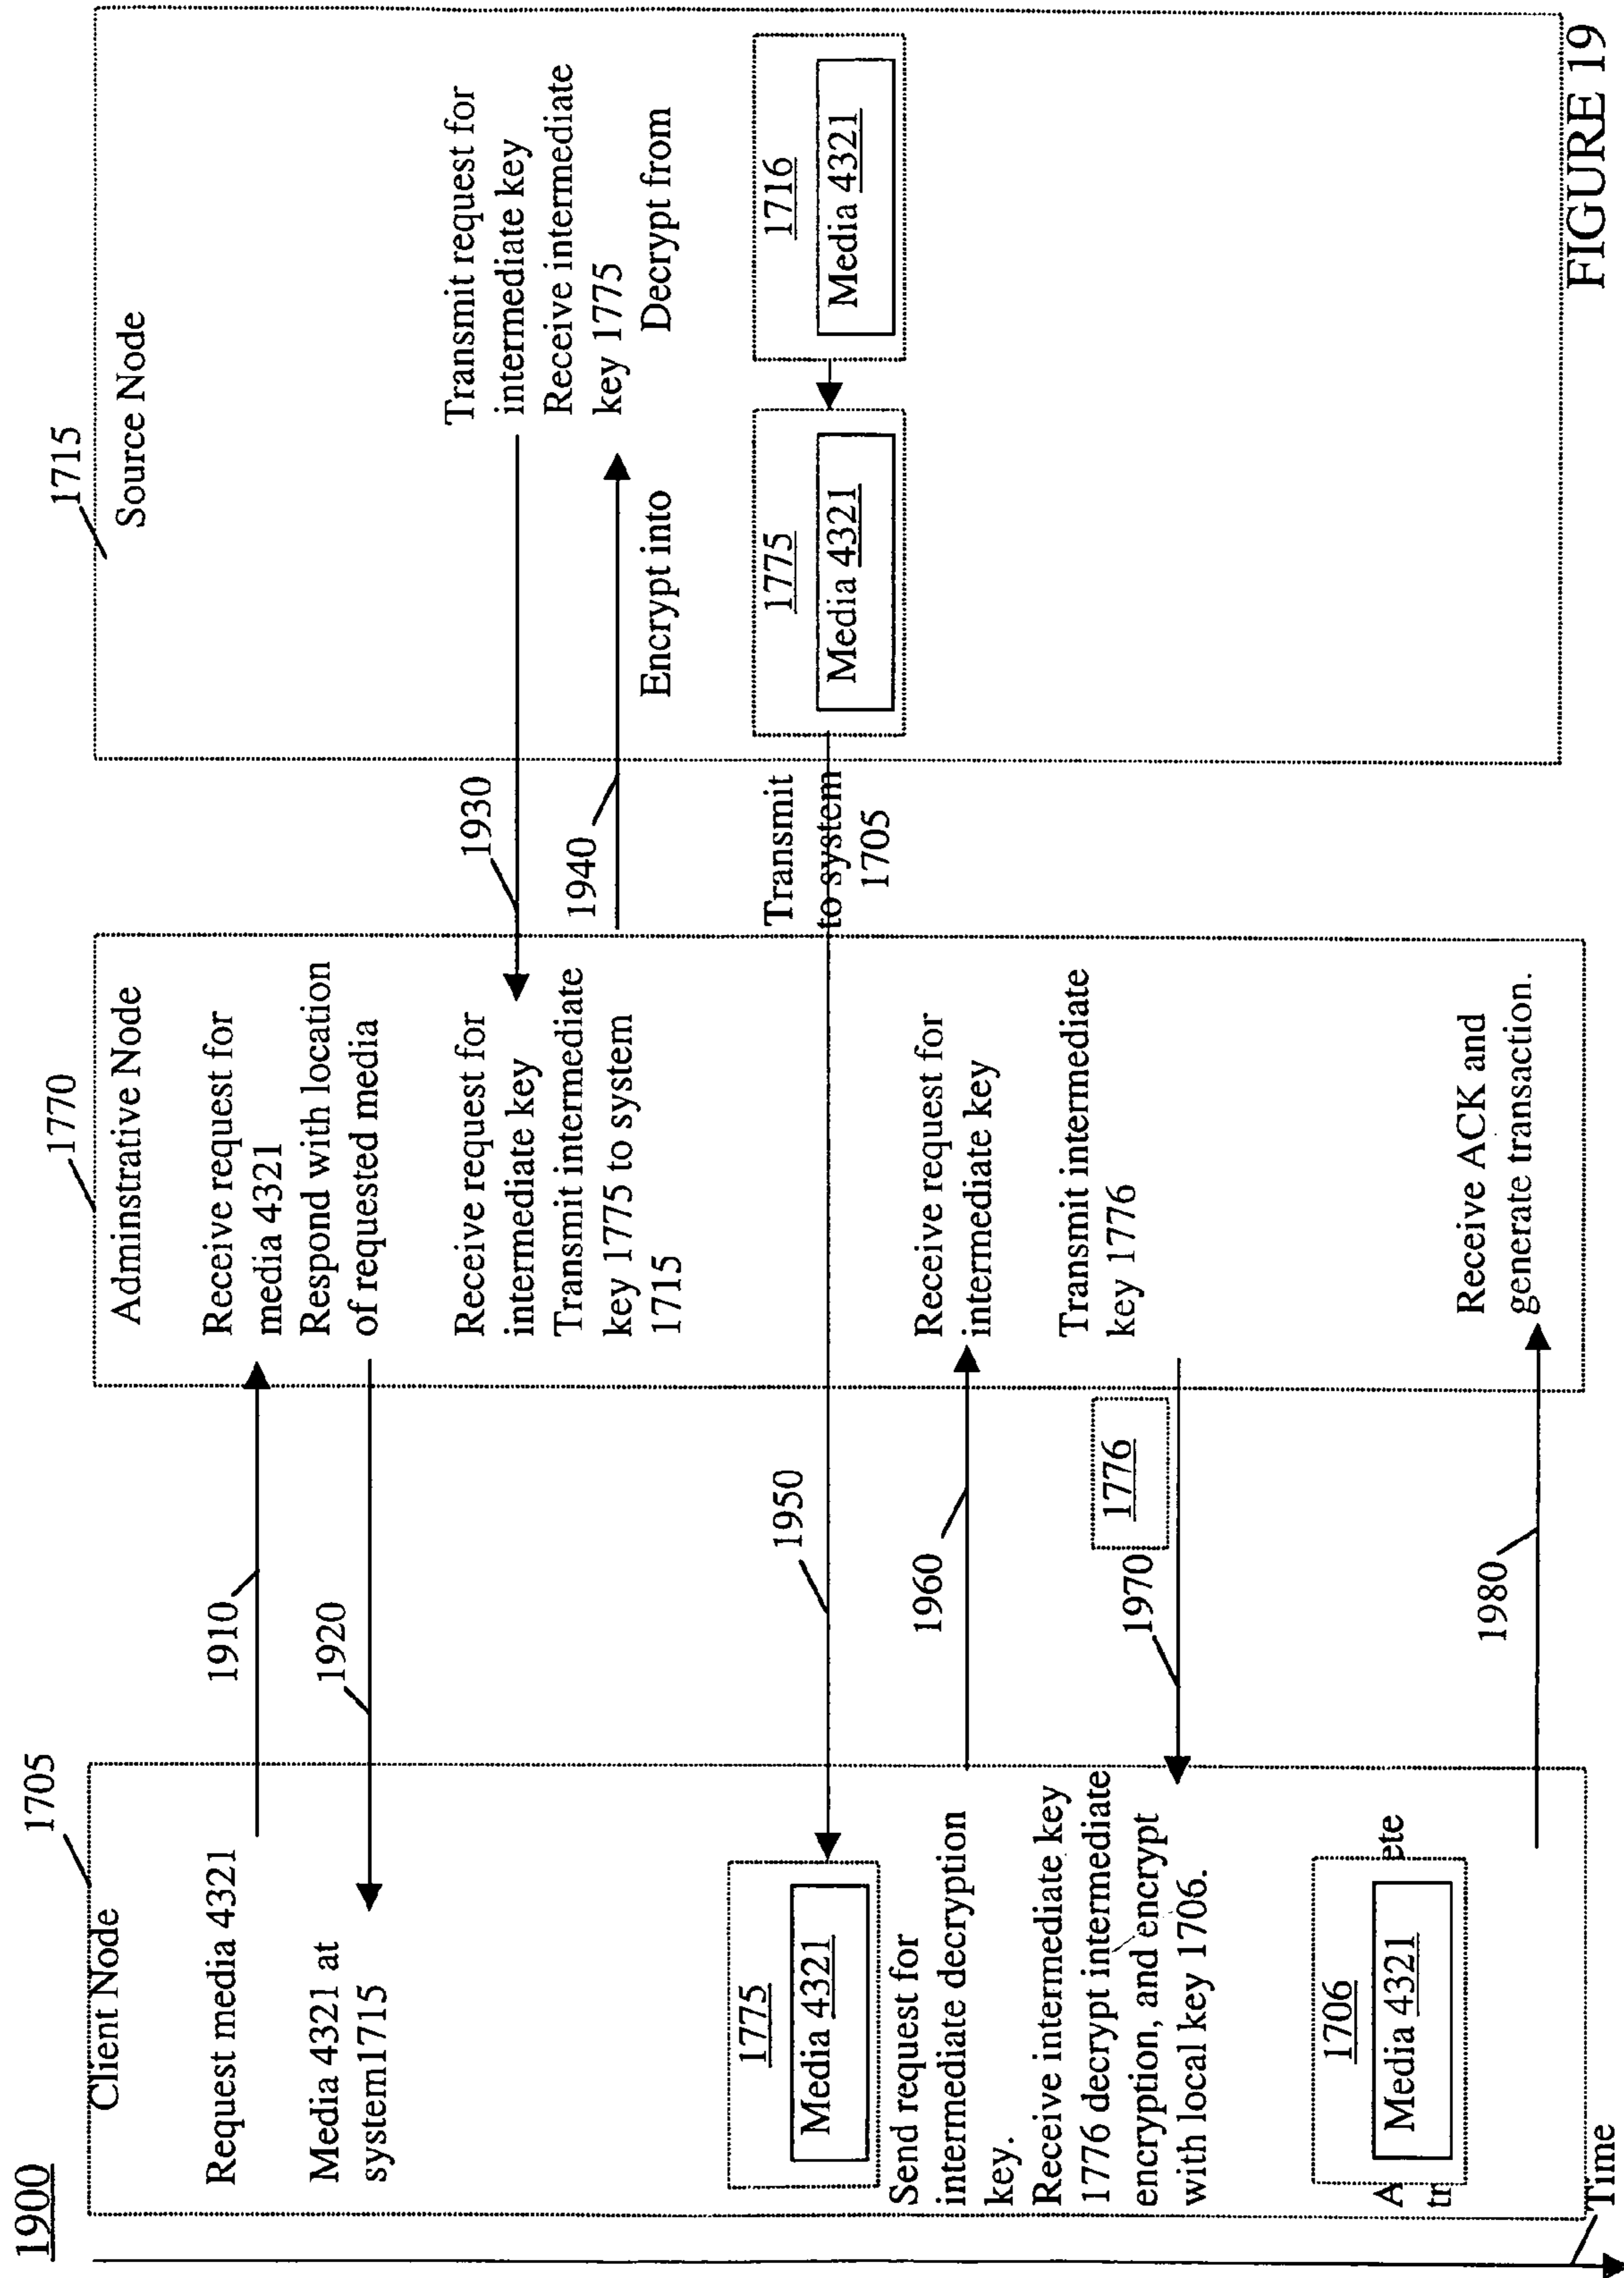 1900
1705
Client Node
Request media 4321
Media 4321 at
system1715
1775
Media 4321
Send request for
intermediate decryption
key.
Receive intermediate key
1776 decrypt intermediate
encryption, and encrypt
with local key 1706.
1706
Media 4321
Time
1910
1920
1950
1960
1776
1970
1980
1770
Adminstrative Node
Receive request for
media 4321
Respond with location
of requested media
Receive request for
intermediate key
Transmit intermediate
key 1775 to system
1715
Receive request for
intermediate key
Transmit intermediate
key 1776
Receive ACK and
generate transaction.
1930
1940
Transmit
to system
1705
1715
Source Node
Transmit request for
intermediate key
Receive intermediate
key 1775
Encrypt into
Decrypt from
1775
Media 4321
1716
Media 4321
FIGURE 19